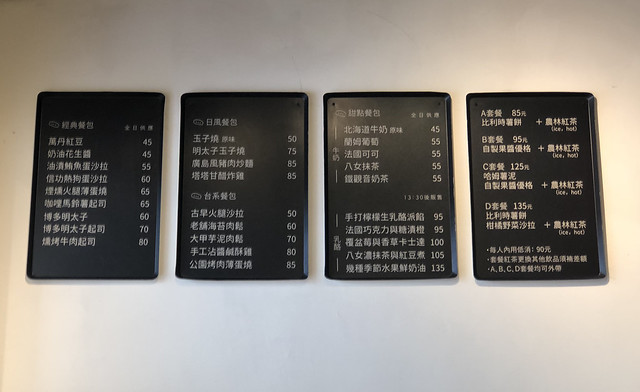 經典餐包 全日供應
萬丹紅豆 45
奶油花生醬 45
油漬鮪魚蛋沙拉 55
信功熱狗蛋沙拉 60
煙燻火腿薄蛋燒 65
咖哩馬鈴薯起司 65
博多明太子 60
博多明太子起司 70
燻烤牛肉起司 80
日風餐包
玉子燒 原味 50
明太子玉子燒 75
廣島風豬肉炒麵 85
塔塔甘醋炸雞 85
台系餐包
古早火腿沙拉 50
老舖海苔肉鬆 60
大甲芋泥肉鬆 70
手工沾醬鹹酥雞 80
公園烤肉薄蛋燒 85
甜點餐包 全日供應
牛奶
北海道牛奶 原味 45
蘭姆葡萄 55
法國可可 55
八女抹茶 55
鐵觀音奶茶 55
13:30後販售
乳酪
手打檸檬生乳酪派餡 95
法國巧克力與糖漬橙 95
覆盆莓與香草卡士達 100
八女濃抹茶與紅豆煮 105
幾種季節水果鮮奶油 135
A套餐 85元
比利時薯餅 + 農林紅茶
(ice, hot)
B套餐 95元
自製果醬優格 + 農林紅茶
(ice, hot)
C套餐 125元
哈姆薯泥
自製果醬優格 + 農林紅茶
(ice, hot)
D套餐 135元
比利時薯餅
柑橘野菜沙拉 + 農林紅茶
(ice, hot)
·每人內用低消: 90元
·套餐紅茶更換其他飲品須補差額
·A,B,C,D套餐均可外帶